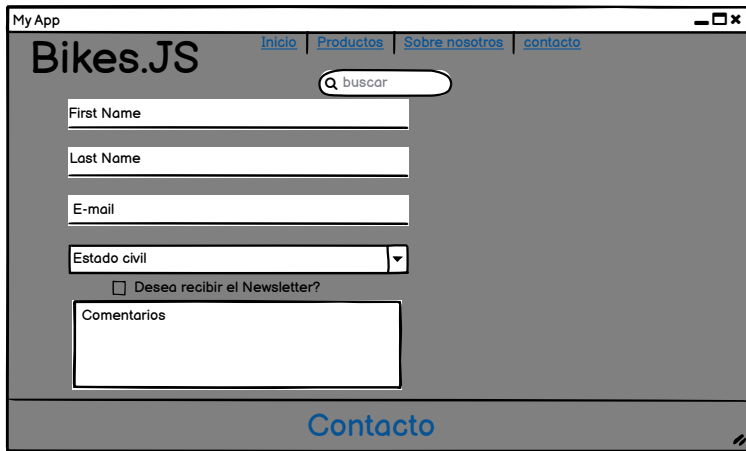 My App
Bikes.JS
Inicio Productos Sobre nosotros contacto
buscar
First Name
Last Name
E-mail
Estado civil
Desea recibir el Newsletter?
Comentarios
Contacto